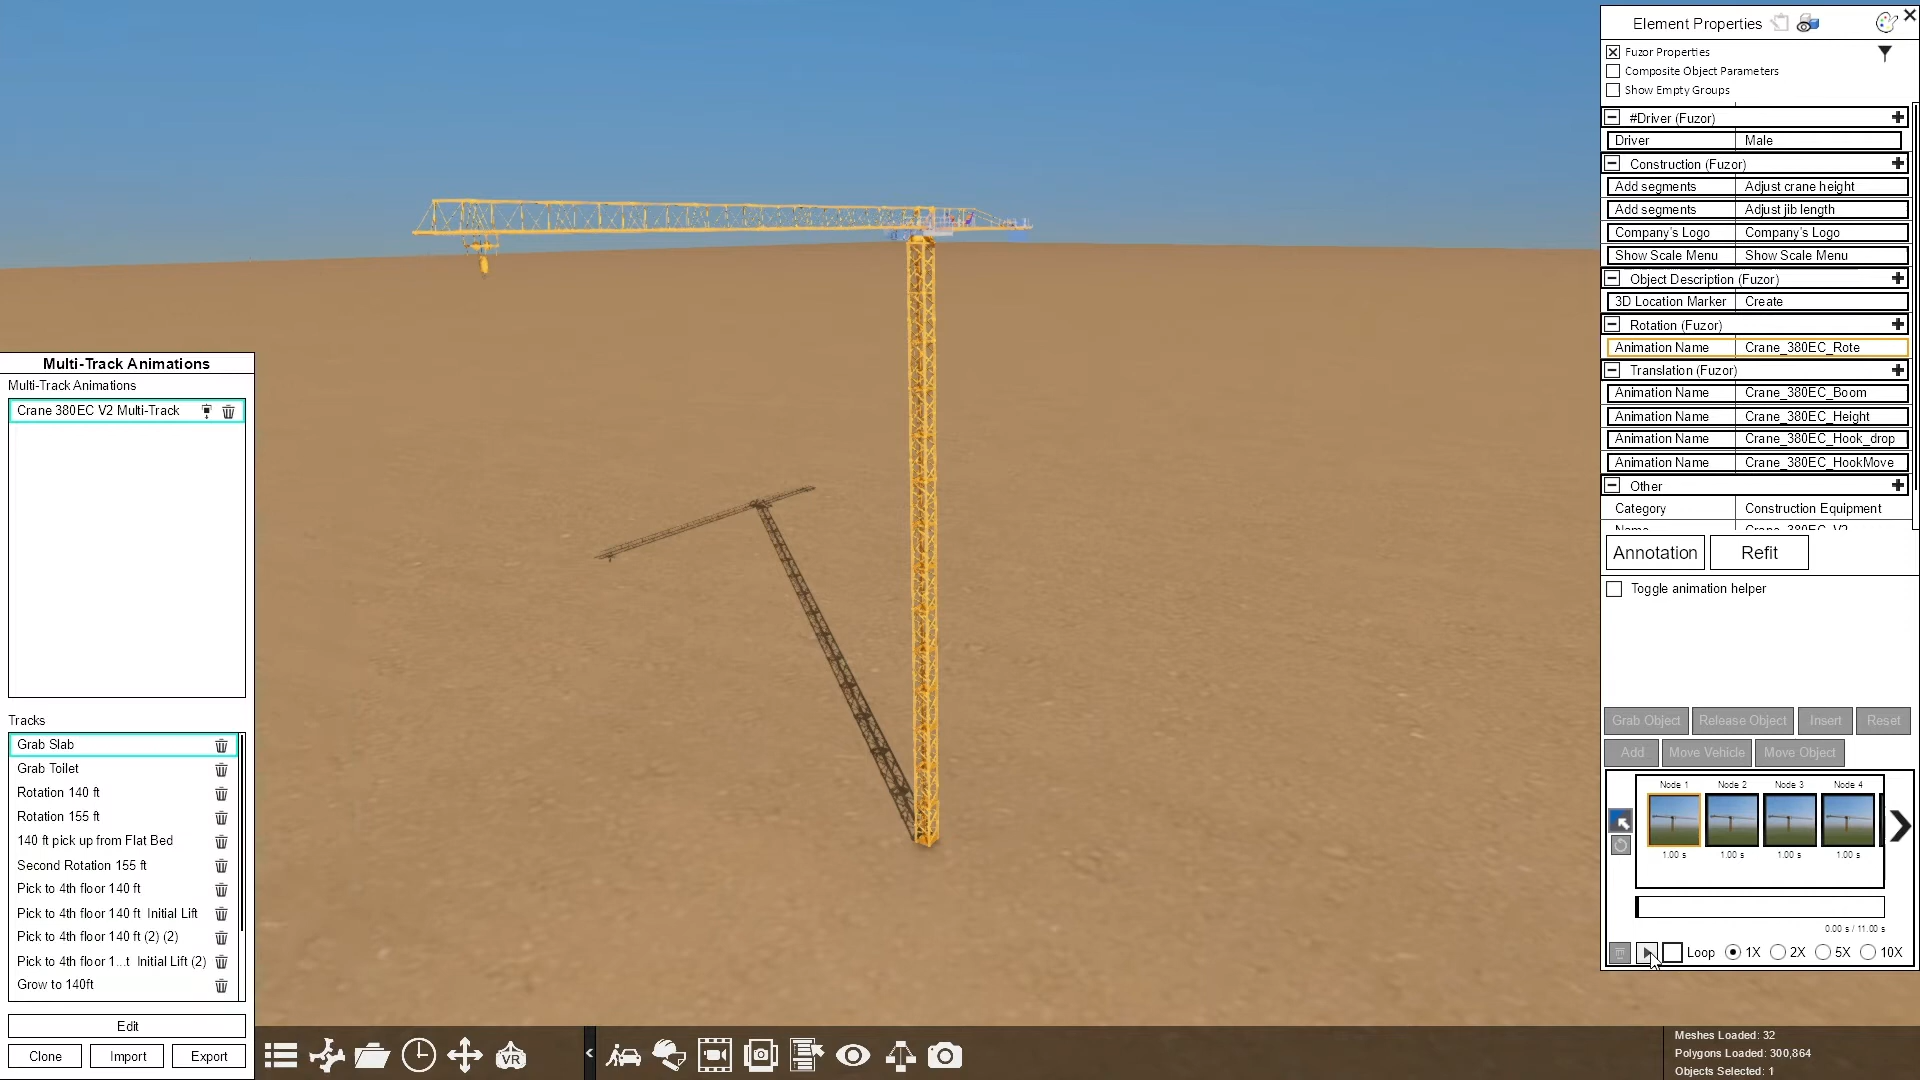 Element Properties
Fuzor Properties
Composite Object Parameters
Show Empty Groups
#Driver (Fuzor)
Driver Male
Construction (Fuzor)
Add segments Adjust crane height
Add segments Adjust jib length
Company's Logo Company's Logo
Show Scale Menu Show Scale Menu
Object Description (Fuzor)
3D Location Marker Create
Rotation (Fuzor)
Animation Name Crane_380EC_Rote
Translation (Fuzor)
Animation Name Crane_380EC_Boom
Animation Name Crane_380EC_Height
Animation Name Crane_380EC_Hook_drop
Animation Name Crane_380EC_HookMove
Other
Category Construction Equipment
Name Crane_380EC_V2
Annotation Refit
Toggle animation helper
Grab Object Release Object Insert Reset
Add Move Vehicle Move Object
Node 1 Node 2 Node 3 Node 4
1.00 s 1.00 s 1.00 s 1.00 s
0.00 s / 11.00 s
Loop 1X 2X 5X 10X
Multi-Track Animations
Multi-Track Animations
Crane 380EC V2 Multi-Track
Tracks
Grab Slab
Grab Toilet
Rotation 140 ft
Rotation 155 ft
140 ft pick up from Flat Bed
Second Rotation 155 ft
Pick to 4th floor 140 ft
Pick to 4th floor 140 ft Initial Lift
Pick to 4th floor 140 ft (2) (2)
Pick to 4th floor 1...t Initial Lift (2)
Grow to 140ft
Edit
Clone Import Export
VR
Meshes Loaded: 32
Polygons Loaded: 300,864
Objects Selected: 1